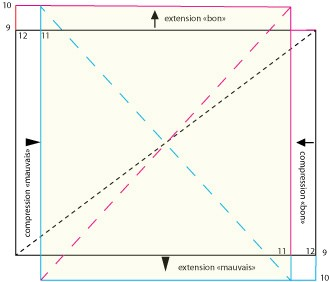 10
extension «bon»
9
12 11
compression «mauvais»
compression «bon»
11 12 9
extension «mauvais»
10